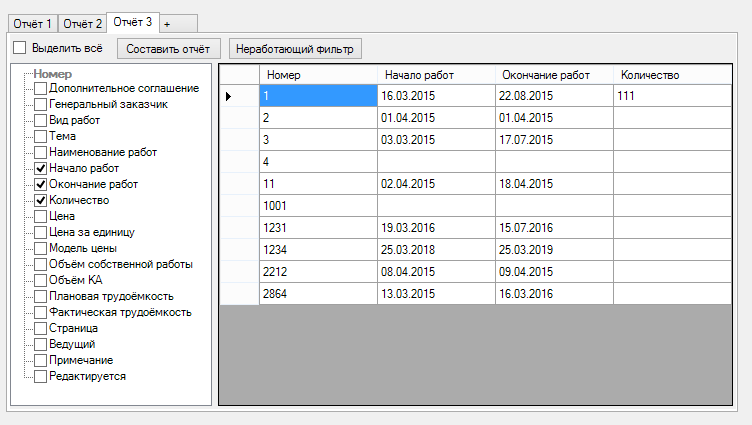 Отчёт 1 Отчёт 2 Отчёт 3 +
Выделить всё Составить отчёт Неработающий фильтр
Номер
Дополнительное соглашение
Генеральный заказчик
Вид работ
Тема
Наименование работ
Начало работ
Окончание работ
Количество
Цена
Цена за единицу
Модель цены
Объём собственной работы
Объём КА
Плановая трудоёмкость
Фактическая трудоёмкость
Страница
Ведущий
Примечание
Редактируется
Номер Начало работ Окончание работ Количество
1 16.03.2015 22.08.2015 111
2 01.04.2015 01.04.2015
3 03.03.2015 17.07.2015
4
11 02.04.2015 18.04.2015
1001
1231 19.03.2016 15.07.2016
1234 25.03.2018 25.03.2019
2212 08.04.2015 09.04.2015
2864 13.03.2015 16.03.2016